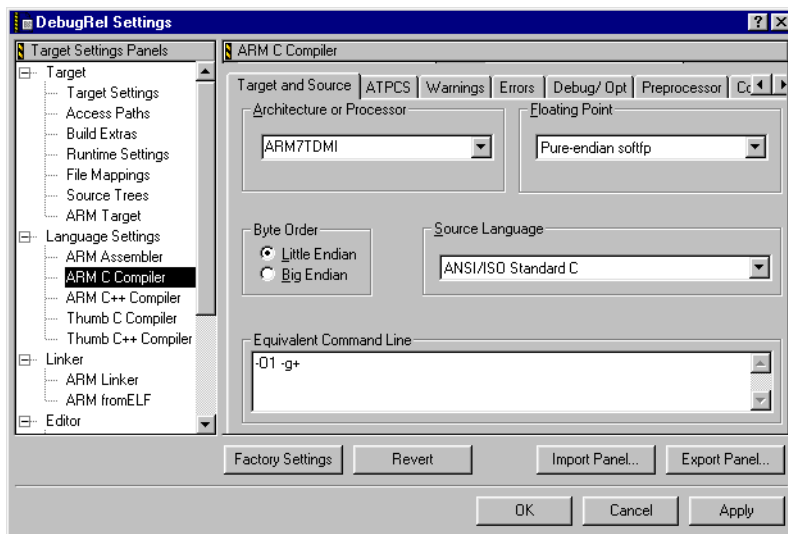 DebugRel Settings
Target Settings Panels
Target
Target Settings
Access Paths
Build Extras
Runtime Settings
File Mappings
Source Trees
ARM Target
Language Settings
ARM Assembler
ARM C Compiler
ARM C++ Compiler
Thumb C Compiler
Thumb C++ Compiler
Linker
ARM Linker
ARM fromELF
Editor
ARM C Compiler
Target and Source ATPCS Warnings Errors Debug/ Opt Preprocessor
Architecture or Processor
ARM7TDMI
Floating Point
Pure-endian softfp
Byte Order
Little Endian
Big Endian
Source Language
ANSI/ISO Standard C
Equivalent Command Line
-O1 -g+
Factory Settings Revert Import Panel... Export Panel...
OK Cancel Apply